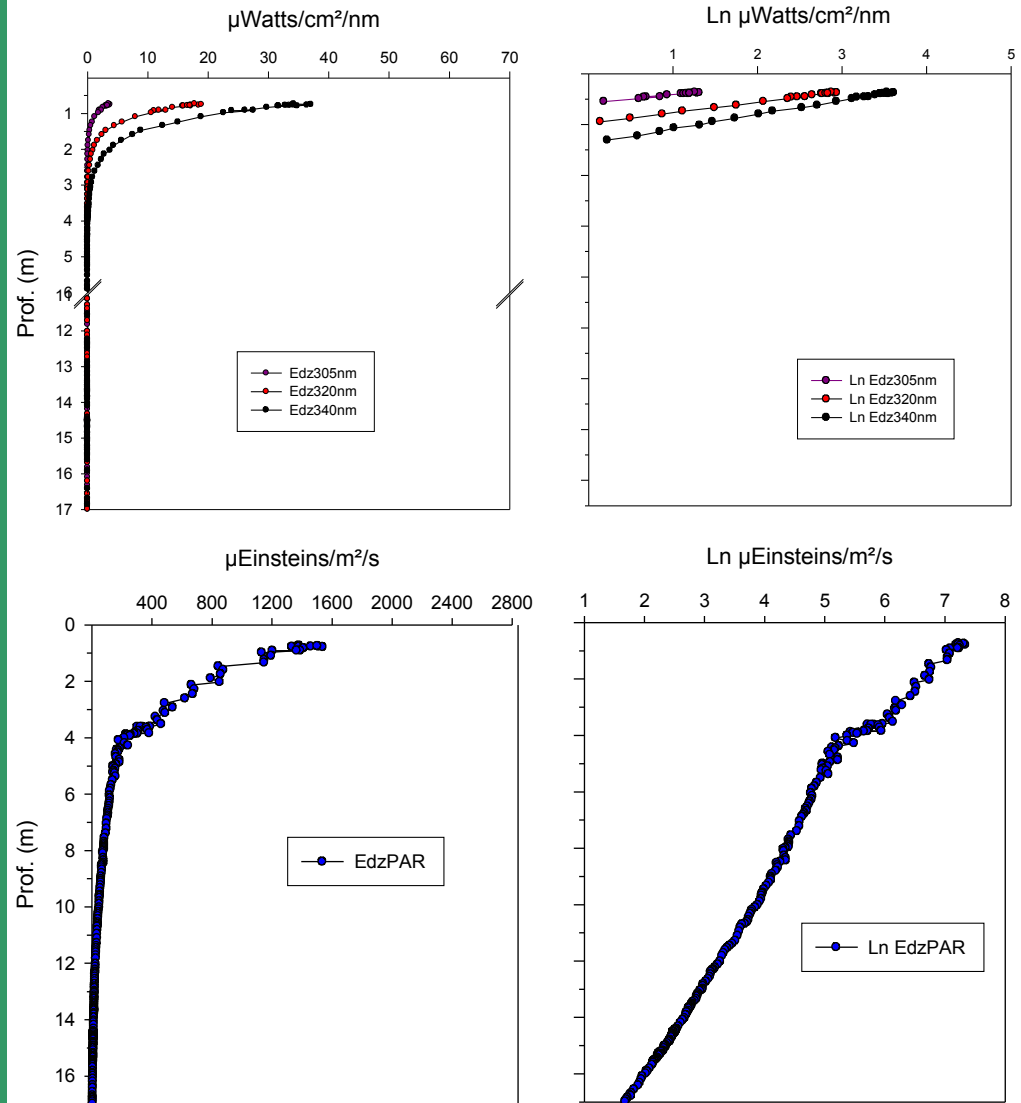 µWatts/cm²/nm
0 10 20 30 40 50 60 70
1
2
3
4
5
6
16
12
13
14
15
16
17
Prof. (m)
Edz305nm
Edz320nm
Edz340nm
Ln µWatts/cm²/nm
1 2 3 4 5
Ln Edz305nm
Ln Edz320nm
Ln Edz340nm
µEinsteins/m²/s
400 800 1200 1600 2000 2400 2800
0
2
4
6
8
10
12
14
16
Prof. (m)
EdzPAR
Ln µEinsteins/m²/s
1 2 3 4 5 6 7 8
Ln EdzPAR